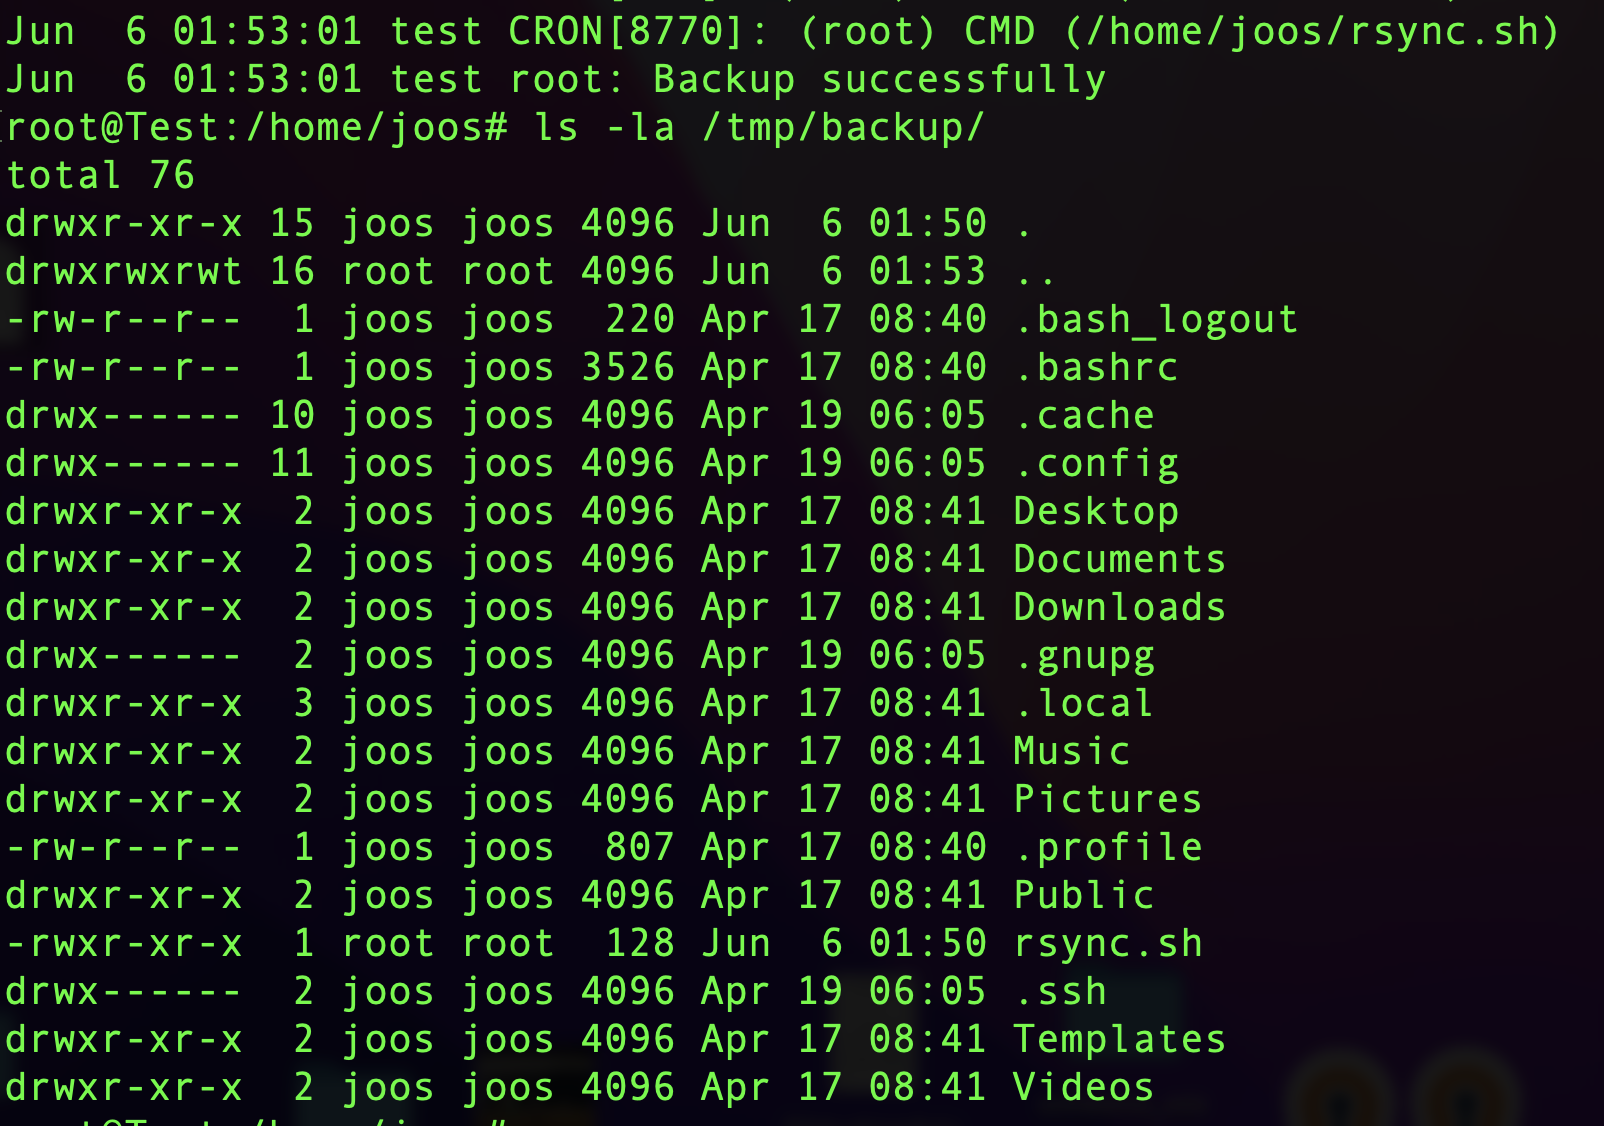 Jun  6 01:53:01 test CRON[8770]: (root) CMD (/home/joos/rsync.sh)
Jun  6 01:53:01 test root: Backup successfully
root@Test:/home/joos# ls -la /tmp/backup/
total 76
drwxr-xr-x 15 joos joos 4096 Jun  6 01:50 .
drwxrwxrwt 16 root root 4096 Jun  6 01:53 ..
-rw-r--r--  1 joos joos  220 Apr 17 08:40 .bash_logout
-rw-r--r--  1 joos joos 3526 Apr 17 08:40 .bashrc
drwx------ 10 joos joos 4096 Apr 19 06:05 .cache
drwx------ 11 joos joos 4096 Apr 19 06:05 .config
drwxr-xr-x  2 joos joos 4096 Apr 17 08:41 Desktop
drwxr-xr-x  2 joos joos 4096 Apr 17 08:41 Documents
drwxr-xr-x  2 joos joos 4096 Apr 17 08:41 Downloads
drwx------  2 joos joos 4096 Apr 19 06:05 .gnupg
drwxr-xr-x  3 joos joos 4096 Apr 17 08:41 .local
drwxr-xr-x  2 joos joos 4096 Apr 17 08:41 Music
drwxr-xr-x  2 joos joos 4096 Apr 17 08:41 Pictures
-rw-r--r--  1 joos joos  807 Apr 17 08:40 .profile
drwxr-xr-x  2 joos joos 4096 Apr 17 08:41 Public
-rwxr-xr-x  1 root root  128 Jun  6 01:50 rsync.sh
drwx------  2 joos joos 4096 Apr 19 06:05 .ssh
drwxr-xr-x  2 joos joos 4096 Apr 17 08:41 Templates
drwxr-xr-x  2 joos joos 4096 Apr 17 08:41 Videos